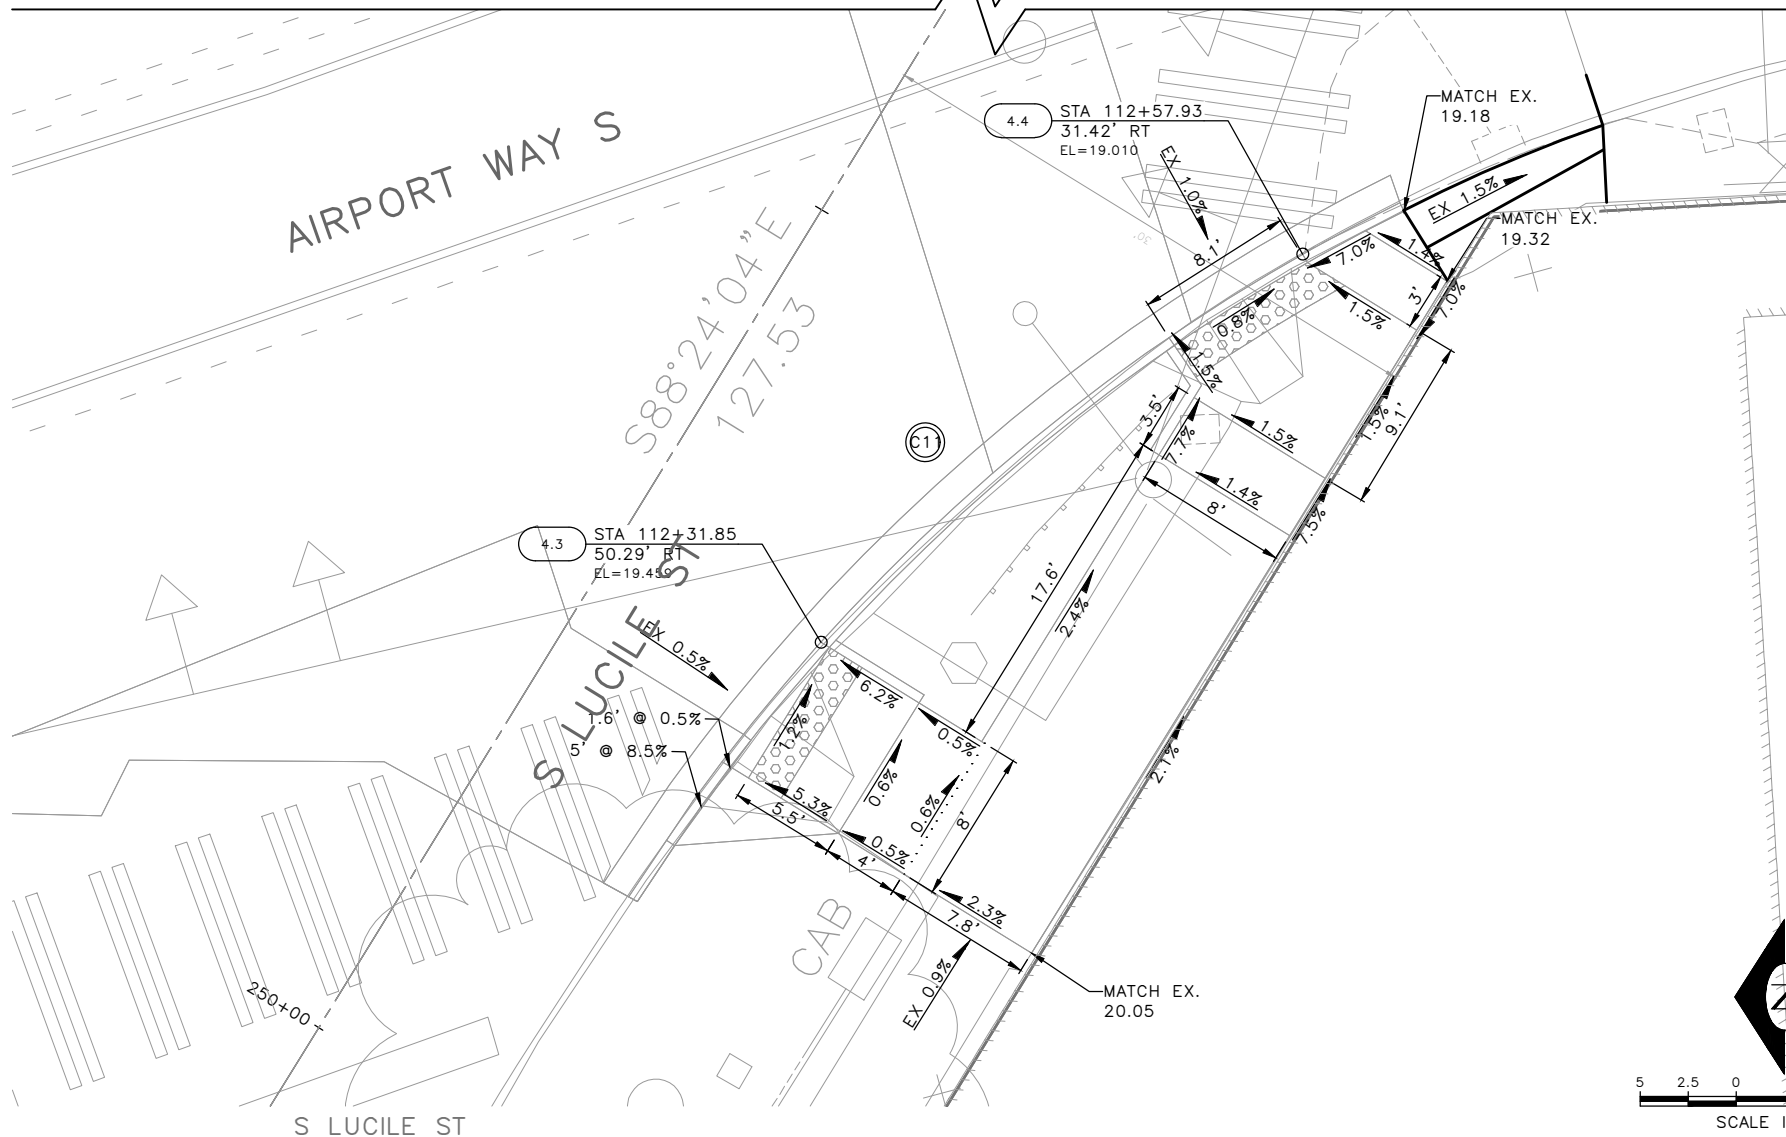 AIRPORT WAY S
S88°24'04"E
127.53
4.4
STA 112+57.93
31.42' RT
EL=19.010
EX 1.0%
8.1'
30'
MATCH EX.
19.18
EX 1.5%
MATCH EX.
19.32
7.0%
1.4%
3'
7.0%
0.8%
1.5%
1.5%
3.5'
7.7%
1.5%
1.5%
9.1'
1.4%
8'
7.5%
C11
4.3
STA 112+31.85
50.29' RT
EL=19.459
S LUCILE ST
EX 0.5%
17.6'
2.4%
1.6' @ 0.5%
5' @ 8.5%
6.2%
1.2%
0.5%
0.6%
0.6%
8'
5.3%
5.5'
0.5%
4'
2.3%
7.8'
2.1%
CAB
EX 0.9%
MATCH EX.
20.05
250+00
S LUCILE ST
5 2.5 0
SCALE I